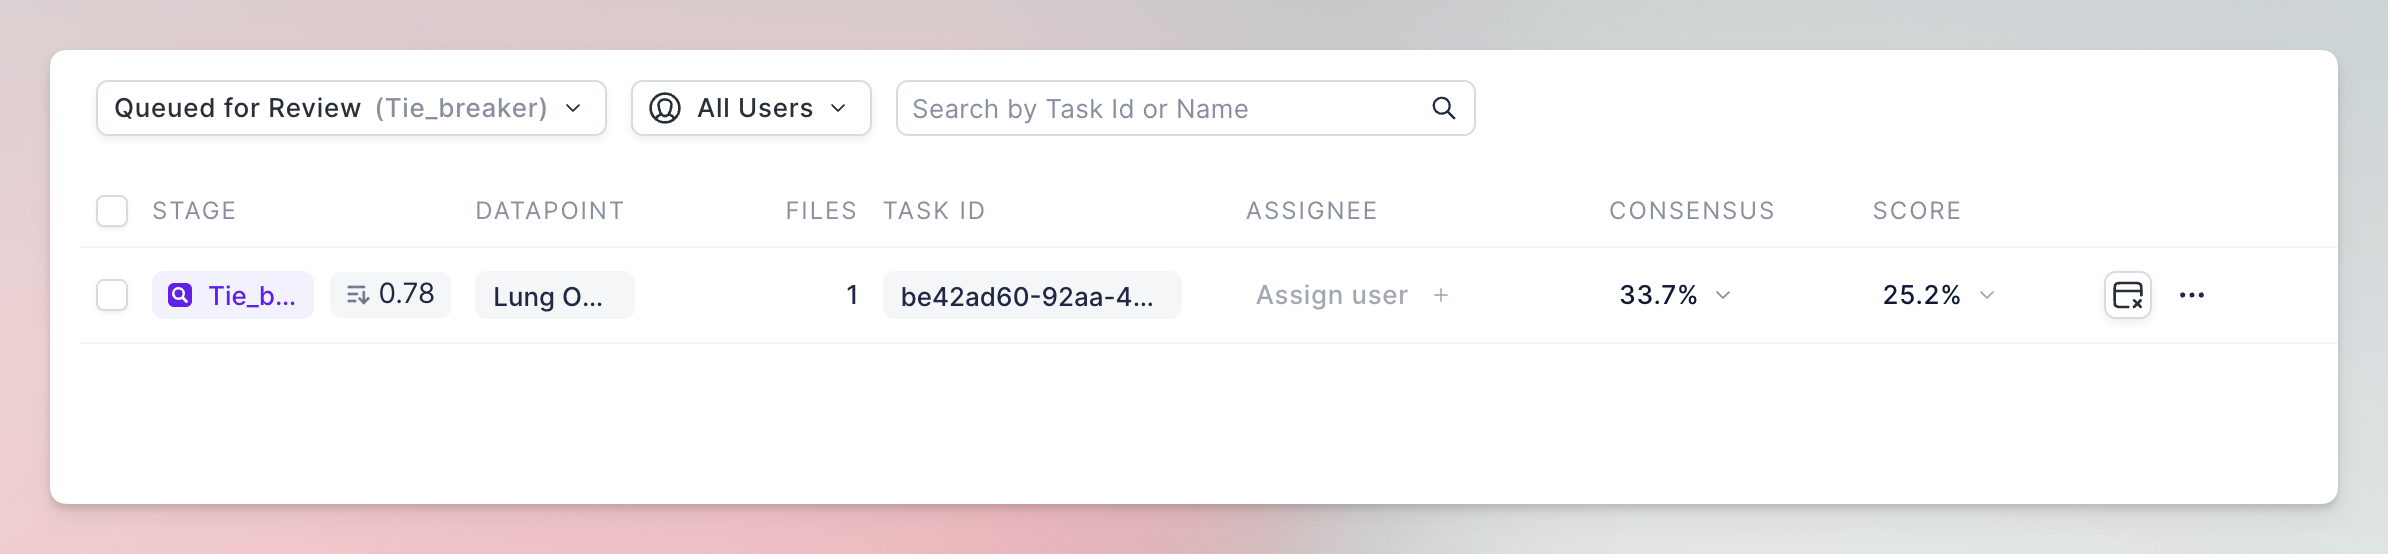 Queued for Review (Tie_breaker) All Users Search by Task Id or Name
STAGE DATAPOINT FILES TASK ID ASSIGNEE CONSENSUS SCORE
Tie_b... 0.78 Lung O... 1 be42ad60-92aa-4... Assign user + 33.7% 25.2%